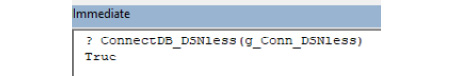 Immediate
? ConnectDB_DSNless(g_Conn_DSNless)
True